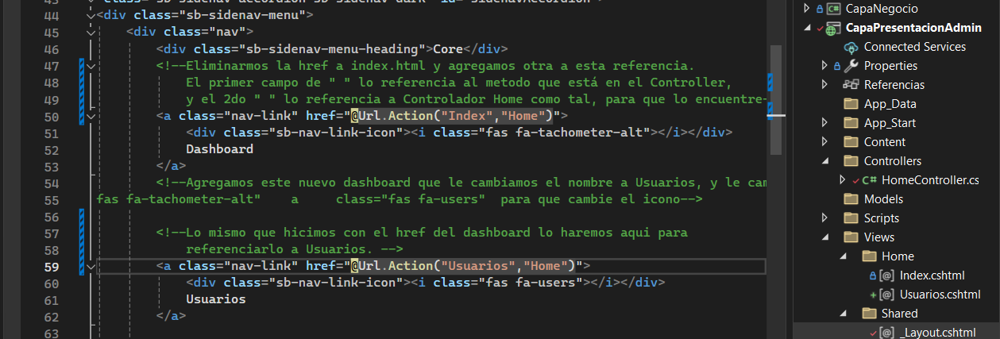 44 <div class="sb-sidenav-menu">
45 <div class="nav">
46 <div class="sb-sidenav-menu-heading">Core</div>
47 <!--Eliminarmos la href a index.html y agregamos otra a esta referencia.
48 El primer campo de " " lo referencia al metodo que está en el Controller,
49 y el 2do " " lo referencia a Controlador Home como tal, para que lo encuentre-
50 <a class="nav-link" href="@Url.Action("Index","Home")">
51 <div class="sb-nav-link-icon"><i class="fas fa-tachometer-alt"></i></div>
52 Dashboard
53 </a>
54 <!--Agregamos este nuevo dashboard que le cambiamos el nombre a Usuarios, y le cam
55 fas fa-tachometer-alt" a class="fas fa-users" para que cambie el icono-->
56
57 <!--Lo mismo que hicimos con el href del dashboard lo haremos aqui para
58 referenciarlo a Usuarios. -->
59 <a class="nav-link" href="@Url.Action("Usuarios","Home")">
60 <div class="sb-nav-link-icon"><i class="fas fa-users"></i></div>
61 Usuarios
62 </a>
63
CapaNegocio
CapaPresentacionAdmin
Connected Services
Properties
Referencias
App_Data
App_Start
Content
Controllers
C# HomeController.cs
Models
Scripts
Views
Home
[@] Index.cshtml
[@] Usuarios.cshtml
Shared
[@] _Layout.cshtml